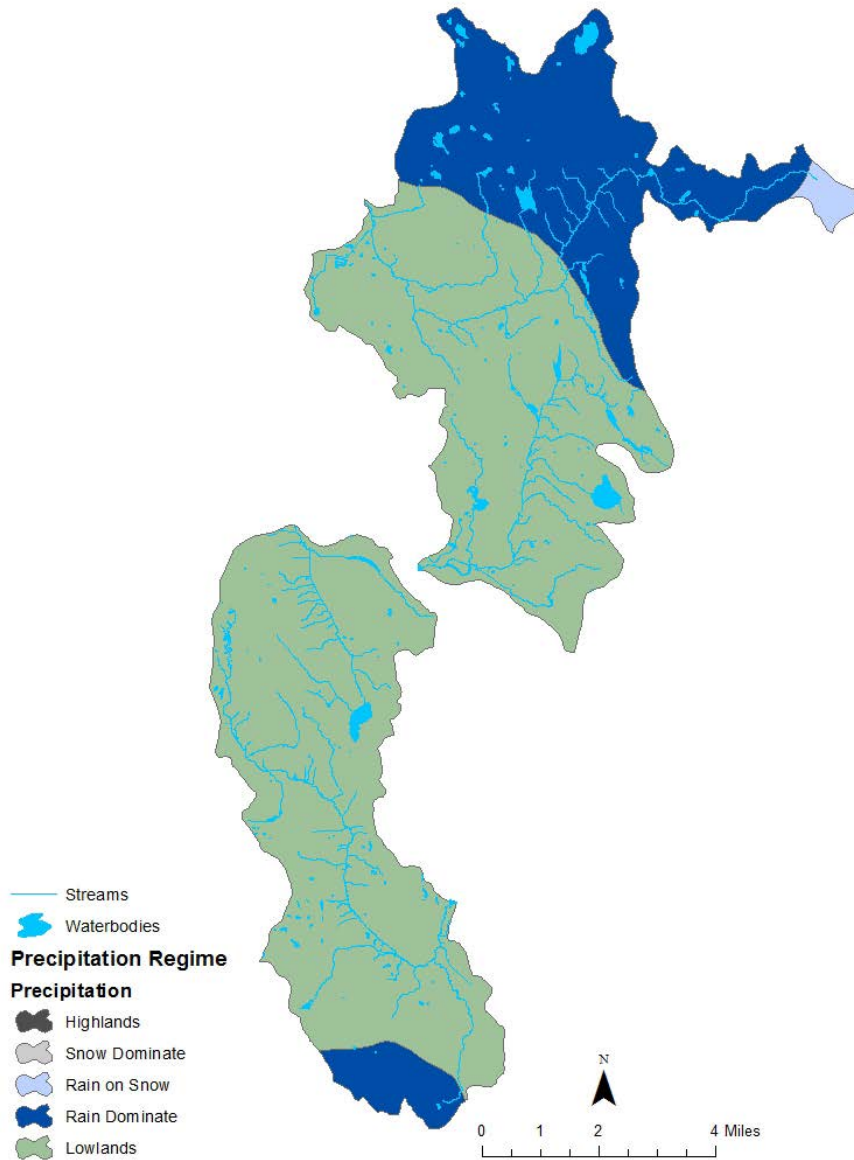 Streams
Waterbodies
Precipitation Regime
Precipitation
Highlands
Snow Dominate
Rain on Snow
Rain Dominate
Lowlands
N
0 1 2 4 Miles